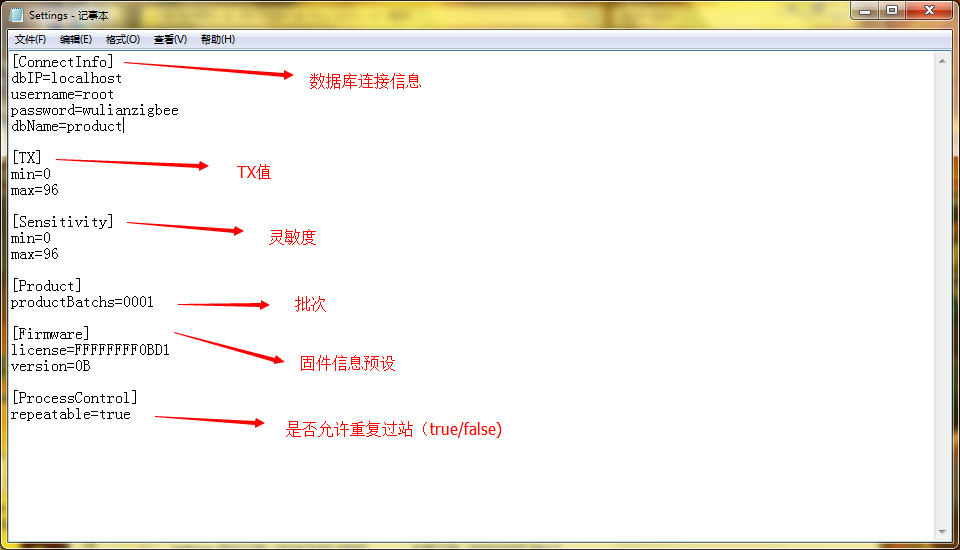 Settings - 记事本
文件(F) 编辑(E) 格式(O) 查看(V) 帮助(H)
[ConnectInfo]
数据库连接信息
dbIP=localhost
username=root
password=wulianzigbee
dbName=product
[TX]
TX值
min=0
max=96
[Sensitivity]
灵敏度
min=0
max=96
[Product]
productBatchs=0001
批次
[Firmware]
license=FFFFFFFF0BD1
固件信息预设
version=0B
[ProcessControl]
repeatable=true
是否允许重复过站（true/false)